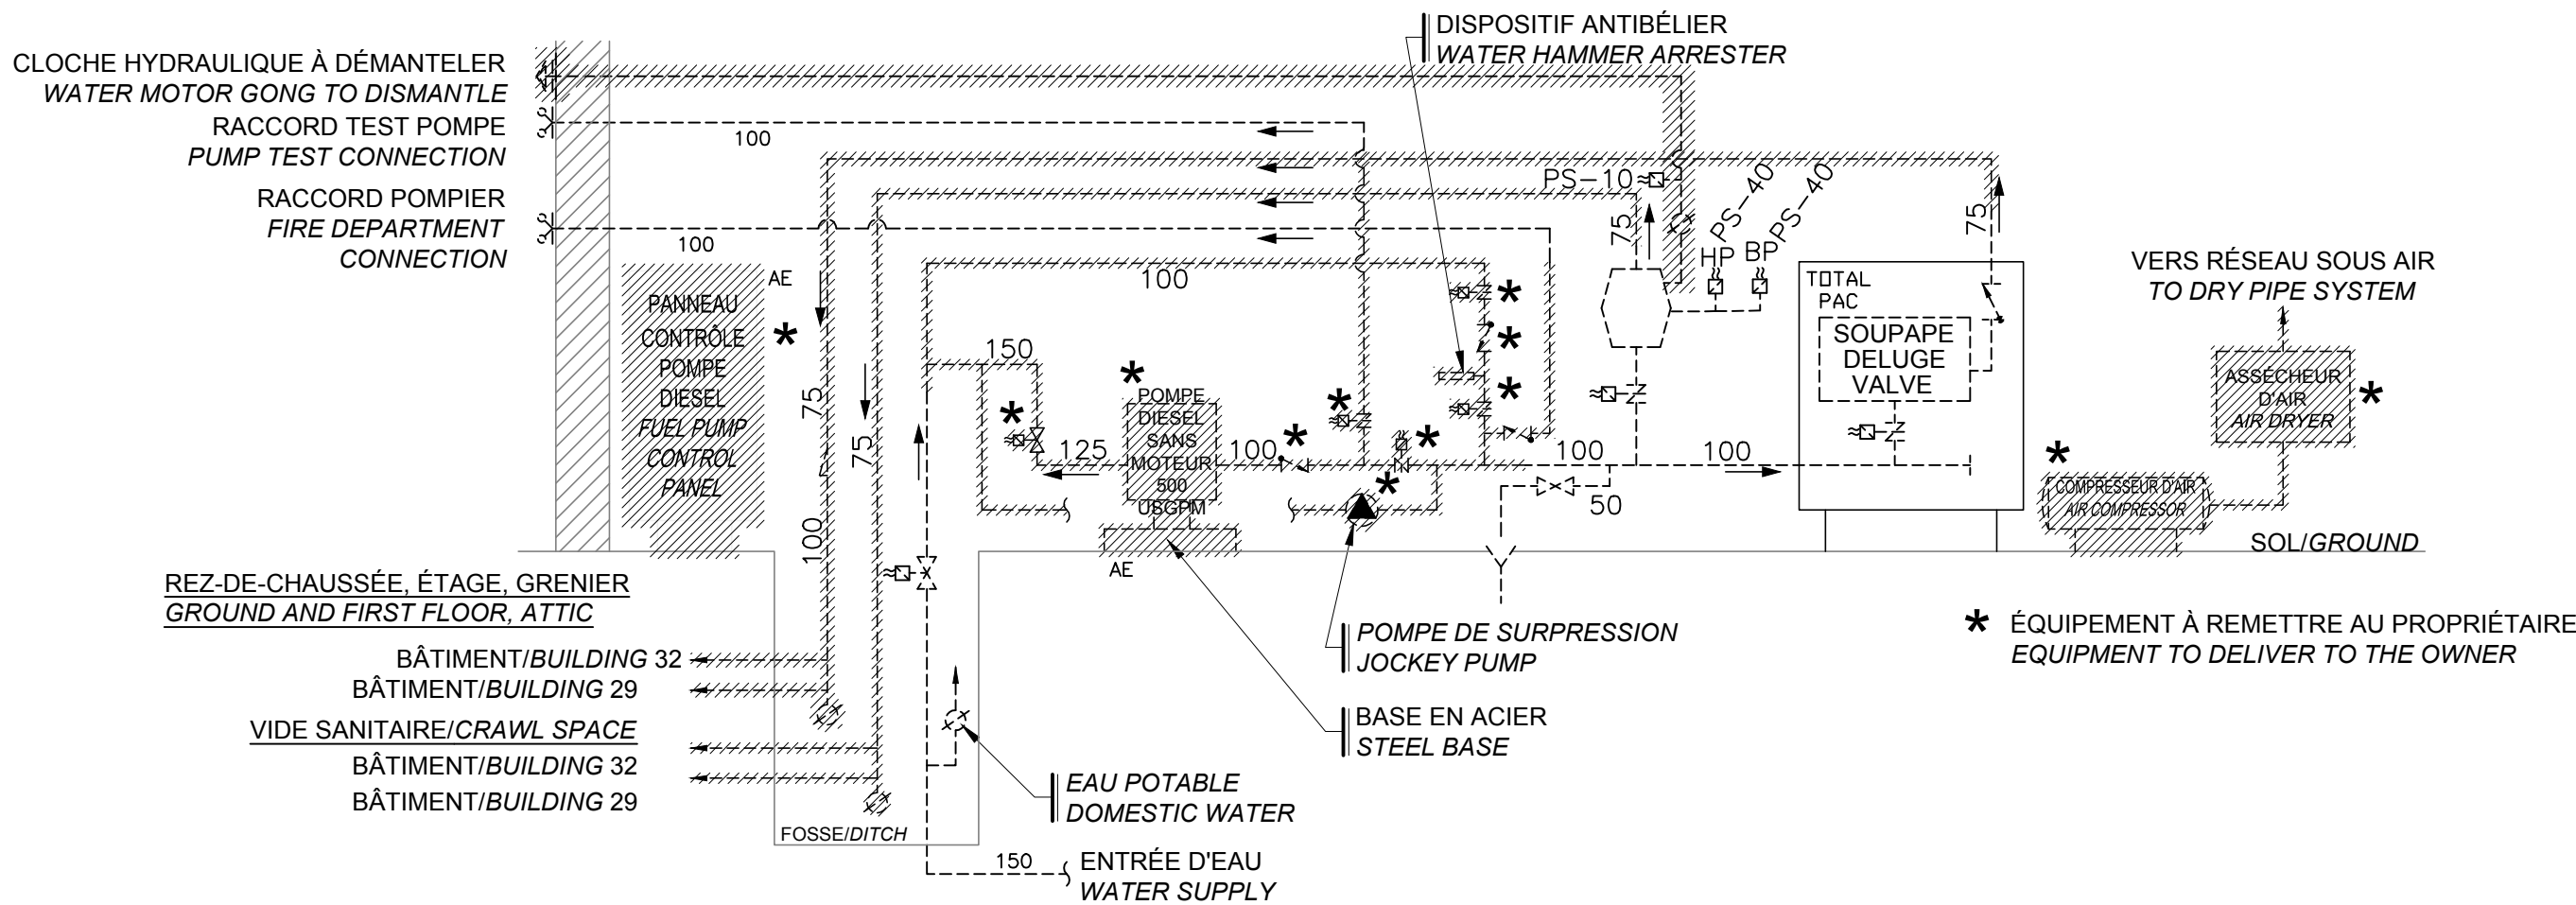 DISPOSITIF ANTIBÉLIER
WATER HAMMER ARRESTER
CLOCHE HYDRAULIQUE À DÉMANTELER
WATER MOTOR GONG TO DISMANTLE
RACCORD TEST POMPE
PUMP TEST CONNECTION
100
RACCORD POMPIER
FIRE DEPARTMENT
CONNECTION
100
PS-10
75
HP
PS-40
BP
PS-40
75
VERS RÉSEAU SOUS AIR
TO DRY PIPE SYSTEM
AE
PANNEAU
CONTRÔLE
POMPE
DIESEL
FUEL PUMP
CONTROL
PANEL
*
75
75
100
100
150
*
*
POMPE
DIESEL
SANS
MOTEUR
500
USGPM
125
100
*
*
*
*
*
*
*
TOTAL
PAC
SOUPAPE
DELUGE
VALVE
100
100
50
ASSÉCHEUR
D'AIR
AIR DRYER
*
*
COMPRESSEUR D'AIR
AIR COMPRESSOR
SOL/GROUND
AE
REZ-DE-CHAUSSÉE, ÉTAGE, GRENIER
GROUND AND FIRST FLOOR, ATTIC
BÂTIMENT/BUILDING 32
BÂTIMENT/BUILDING 29
VIDE SANITAIRE/CRAWL SPACE
BÂTIMENT/BUILDING 32
BÂTIMENT/BUILDING 29
FOSSE/DITCH
POMPE DE SURPRESSION
JOCKEY PUMP
BASE EN ACIER
STEEL BASE
EAU POTABLE
DOMESTIC WATER
150
ENTRÉE D'EAU
WATER SUPPLY
* ÉQUIPEMENT À REMETTRE AU PROPRIÉTAIRE
EQUIPMENT TO DELIVER TO THE OWNER